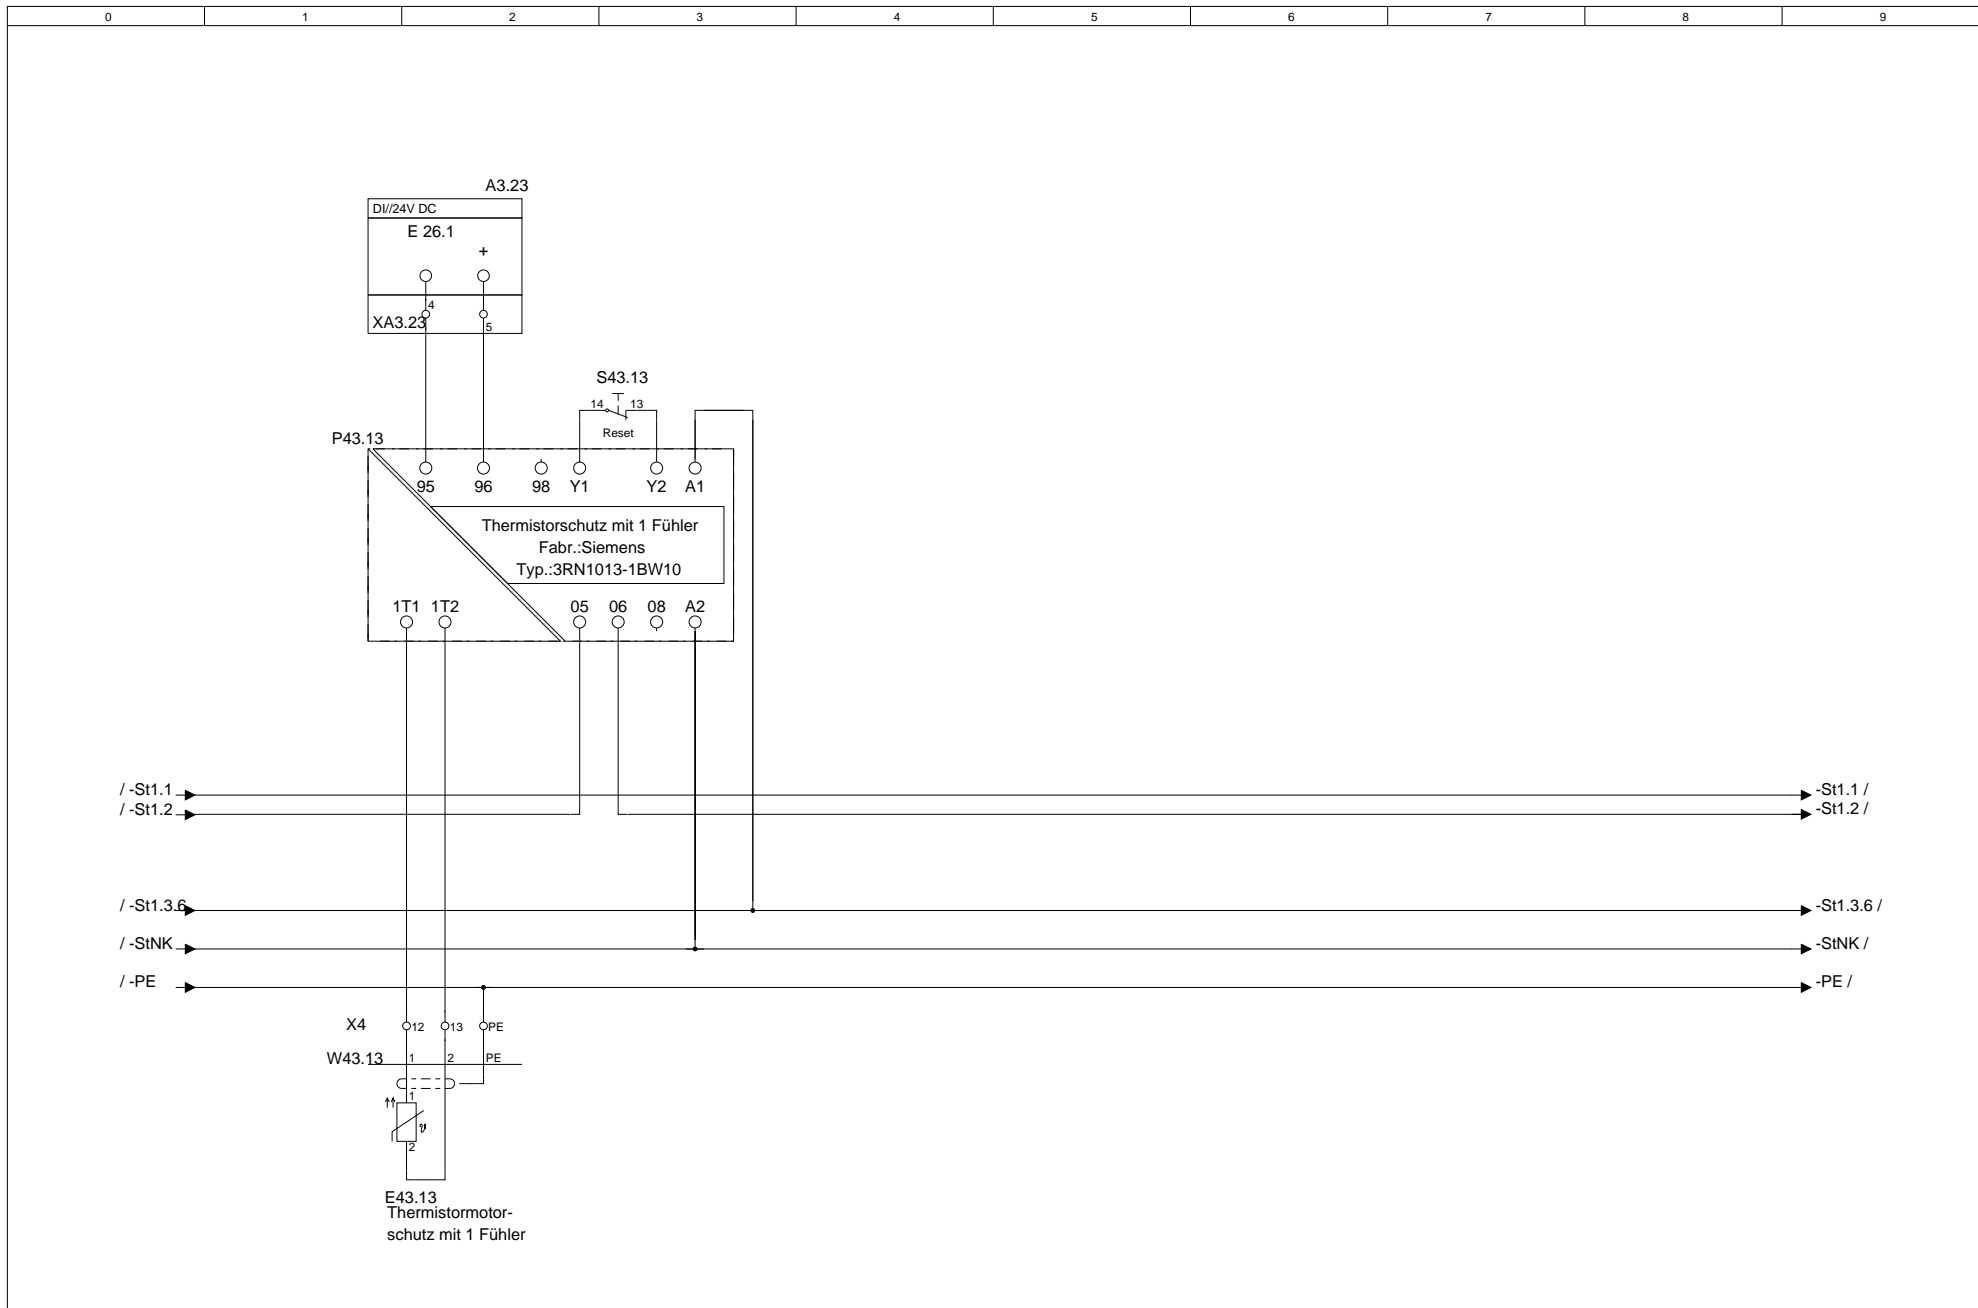 0 1 2 3 4 5 6 7 8 9
A3.23
DI//24V DC
E 26.1
+
4
XA3.23
5
S43.13
14 13
Reset
P43.13
95 96 98 Y1 Y2 A1
Thermistorschutz mit 1 Fühler
Fabr.:Siemens
Typ.:3RN1013-1BW10
1T1 1T2 05 06 08 A2
/ -St1.1 -St1.1 /
/ -St1.2 -St1.2 /
/ -St1.3.6 -St1.3.6 /
/ -StNK -StNK /
/ -PE -PE /
X4 12 13 PE
W43.13 1 2 PE
1
ϑ
2
E43.13
Thermistormotor-
schutz mit 1 Fühler